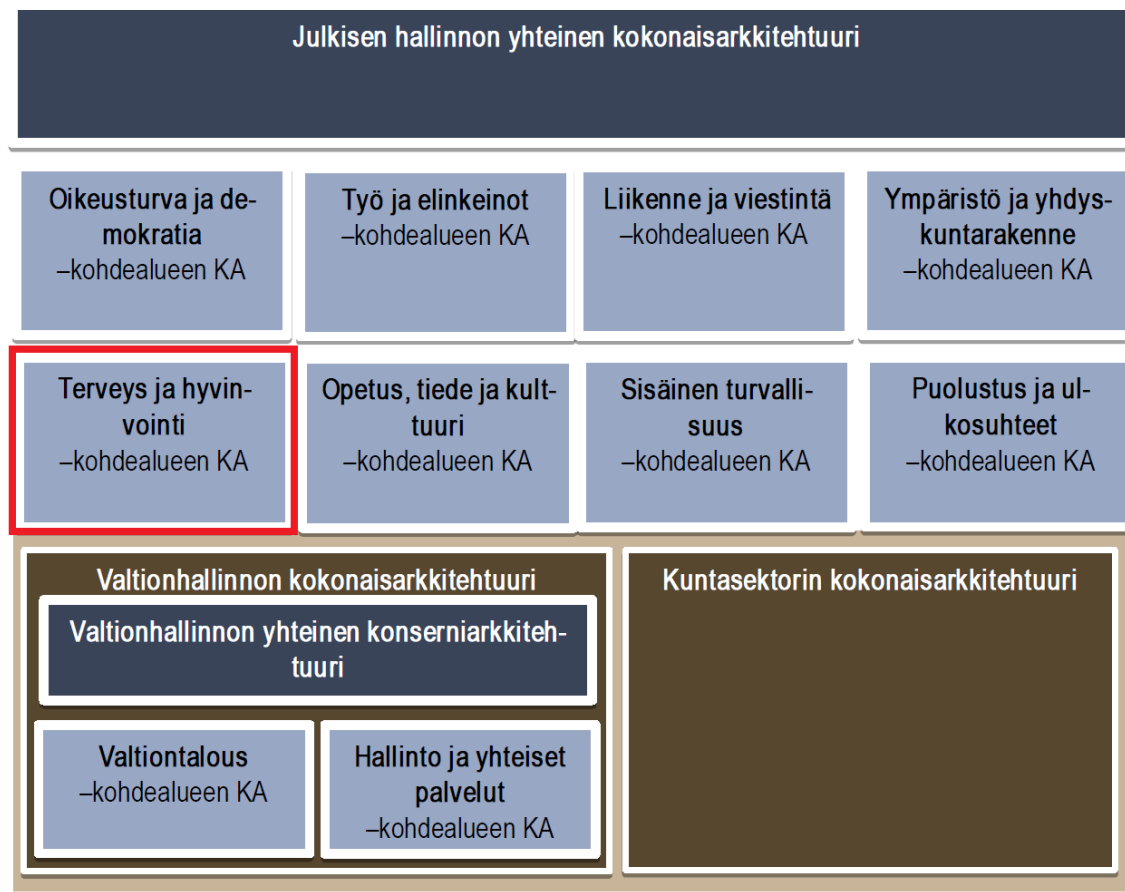 Julkisen hallinnon yhteinen kokonaisarkkitehtuuri
Oikeusturva ja de-
mokratia
–kohdealueen KA
Työ ja elinkeinot
–kohdealueen KA
Liikenne ja viestintä
–kohdealueen KA
Ympäristö ja yhdys-
kuntarakenne
–kohdealueen KA
Terveys ja hyvin-
vointi
–kohdealueen KA
Opetus, tiede ja kult-
tuuri
–kohdealueen KA
Sisäinen turvalli-
suus
–kohdealueen KA
Puolustus ja ul-
kosuhteet
–kohdealueen KA
Valtionhallinnon kokonaisarkkitehtuuri
Valtionhallinnon yhteinen konserniarkkiteh-
tuuri
Valtiontalous
–kohdealueen KA
Hallinto ja yhteiset
palvelut
–kohdealueen KA
Kuntasektorin kokonaisarkkitehtuuri